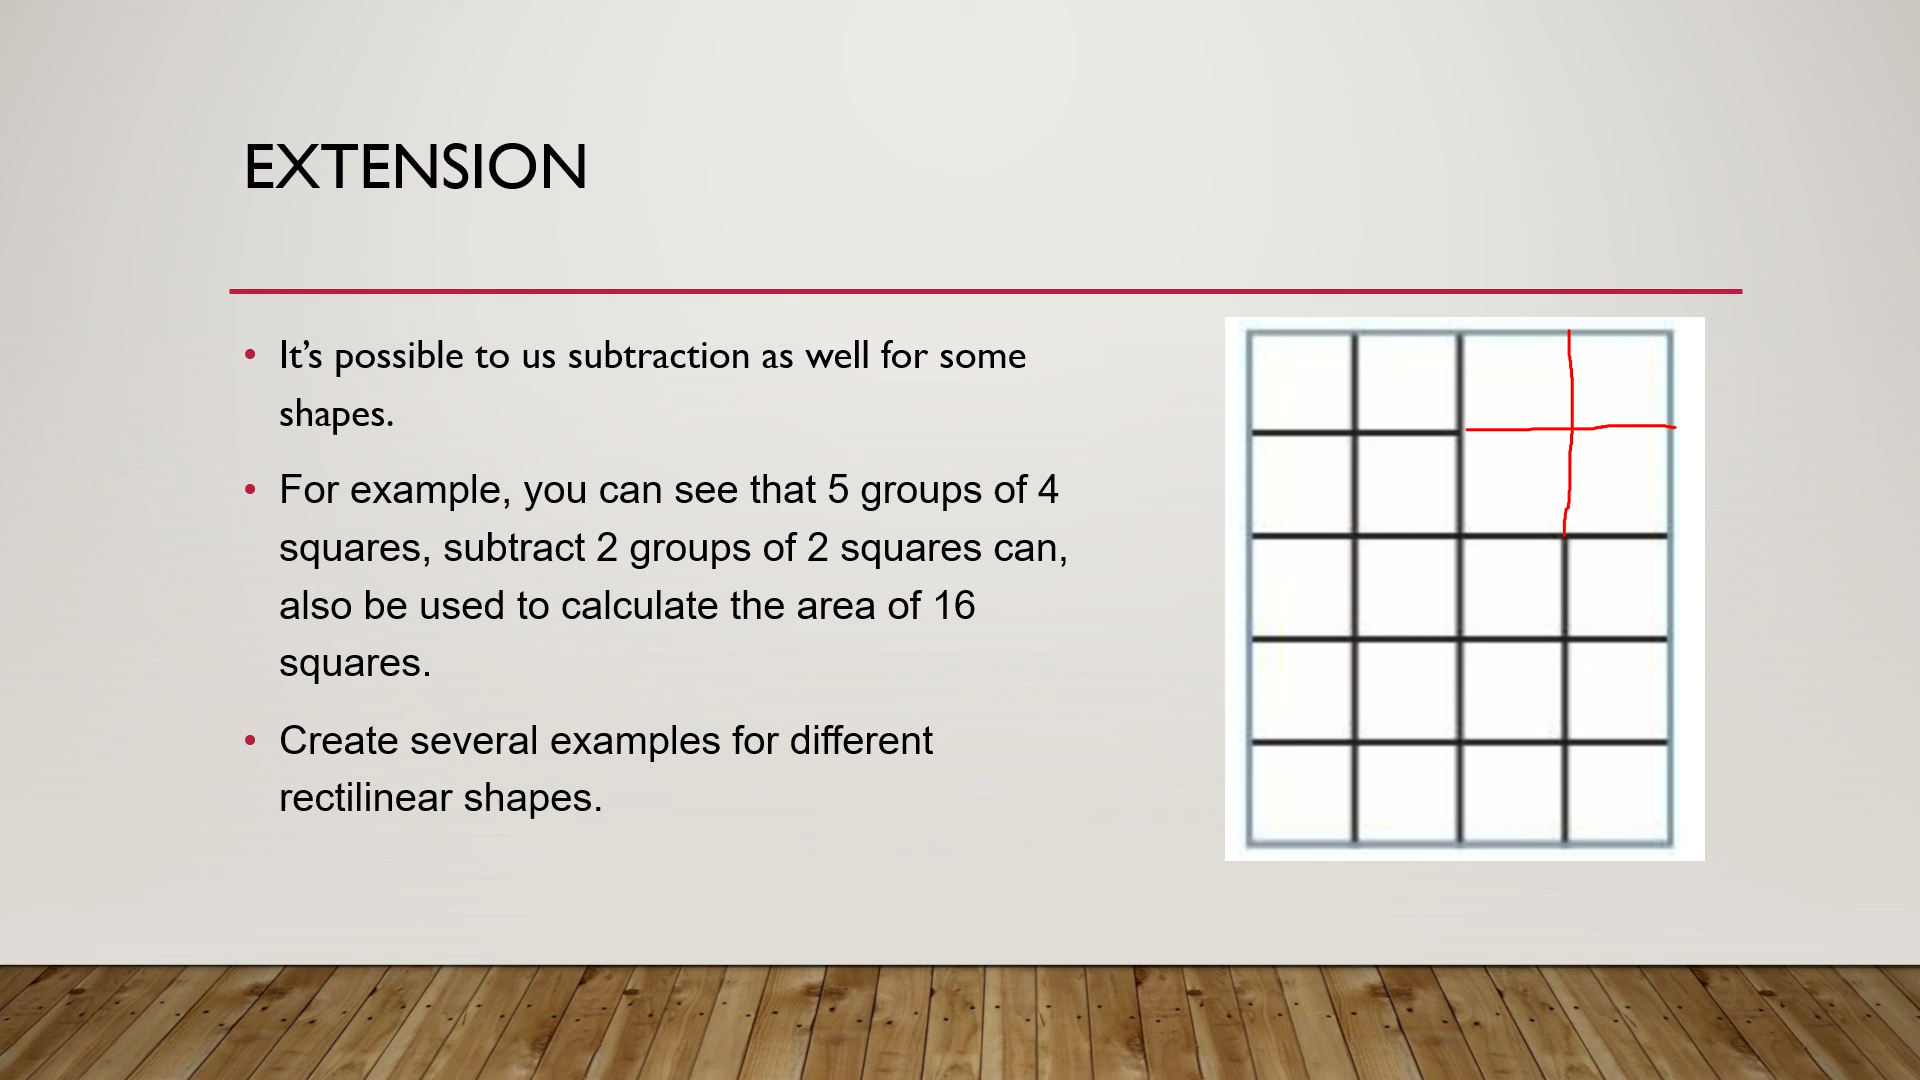 EXTENSION
• It’s possible to us subtraction as well for some
shapes.
• For example, you can see that 5 groups of 4
squares, subtract 2 groups of 2 squares can,
also be used to calculate the area of 16
squares.
• Create several examples for different
rectilinear shapes.